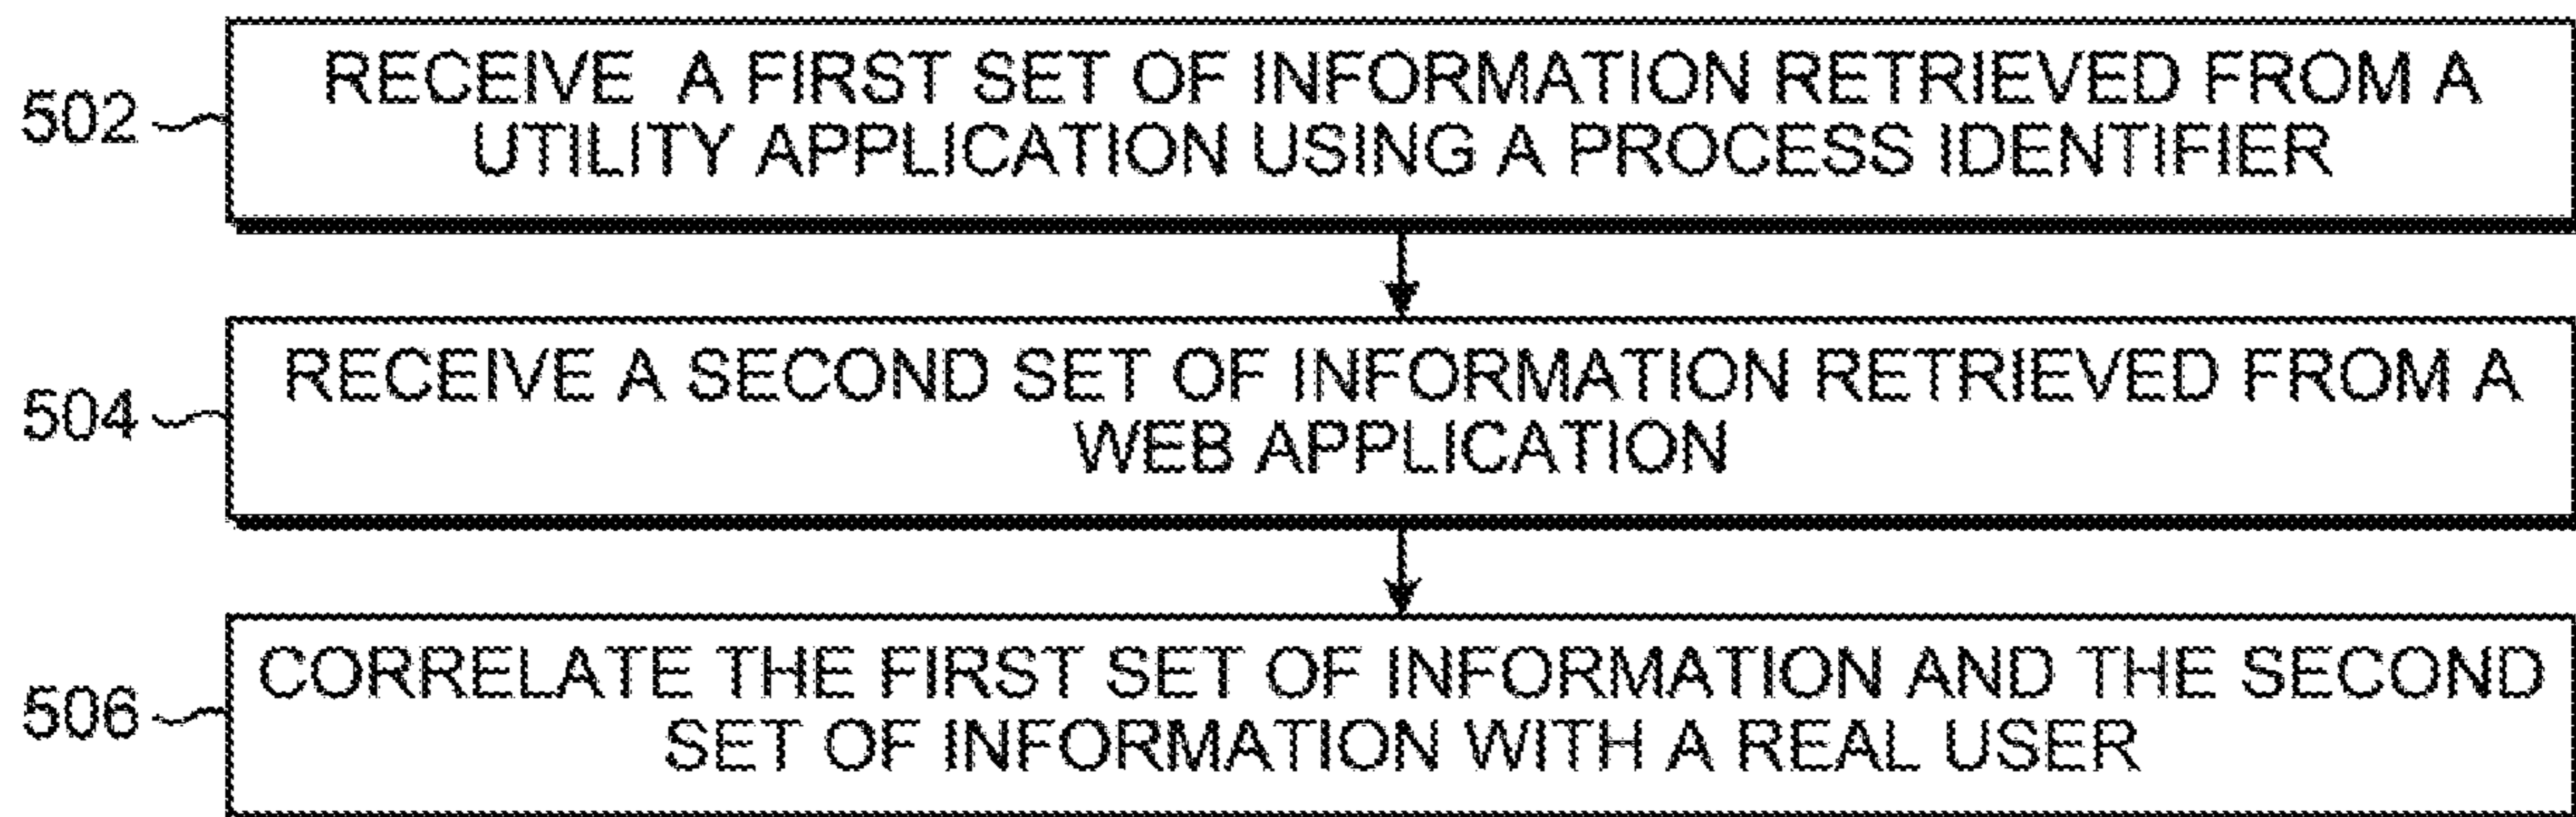 502
RECEIVE A FIRST SET OF INFORMATION RETRIEVED FROM A
UTILITY APPLICATION USING A PROCESS IDENTIFIER
504
RECEIVE A SECOND SET OF INFORMATION RETRIEVED FROM A
WEB APPLICATION
506
CORRELATE THE FIRST SET OF INFORMATION AND THE SECOND
SET OF INFORMATION WITH A REAL USER